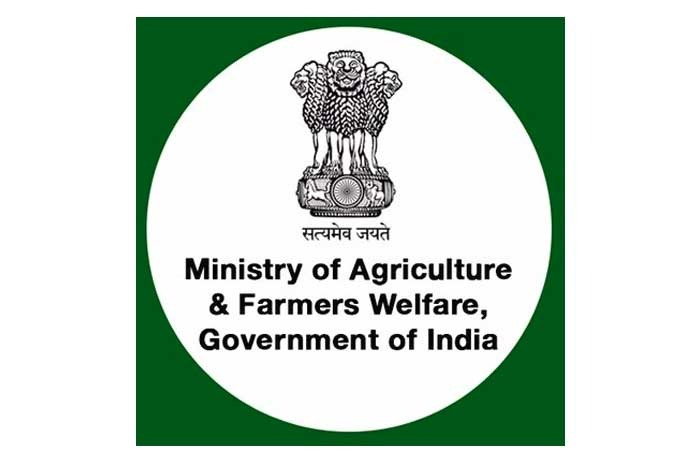 सत्यमेव जयते
Ministry of Agriculture
& Farmers Welfare,
Government of India